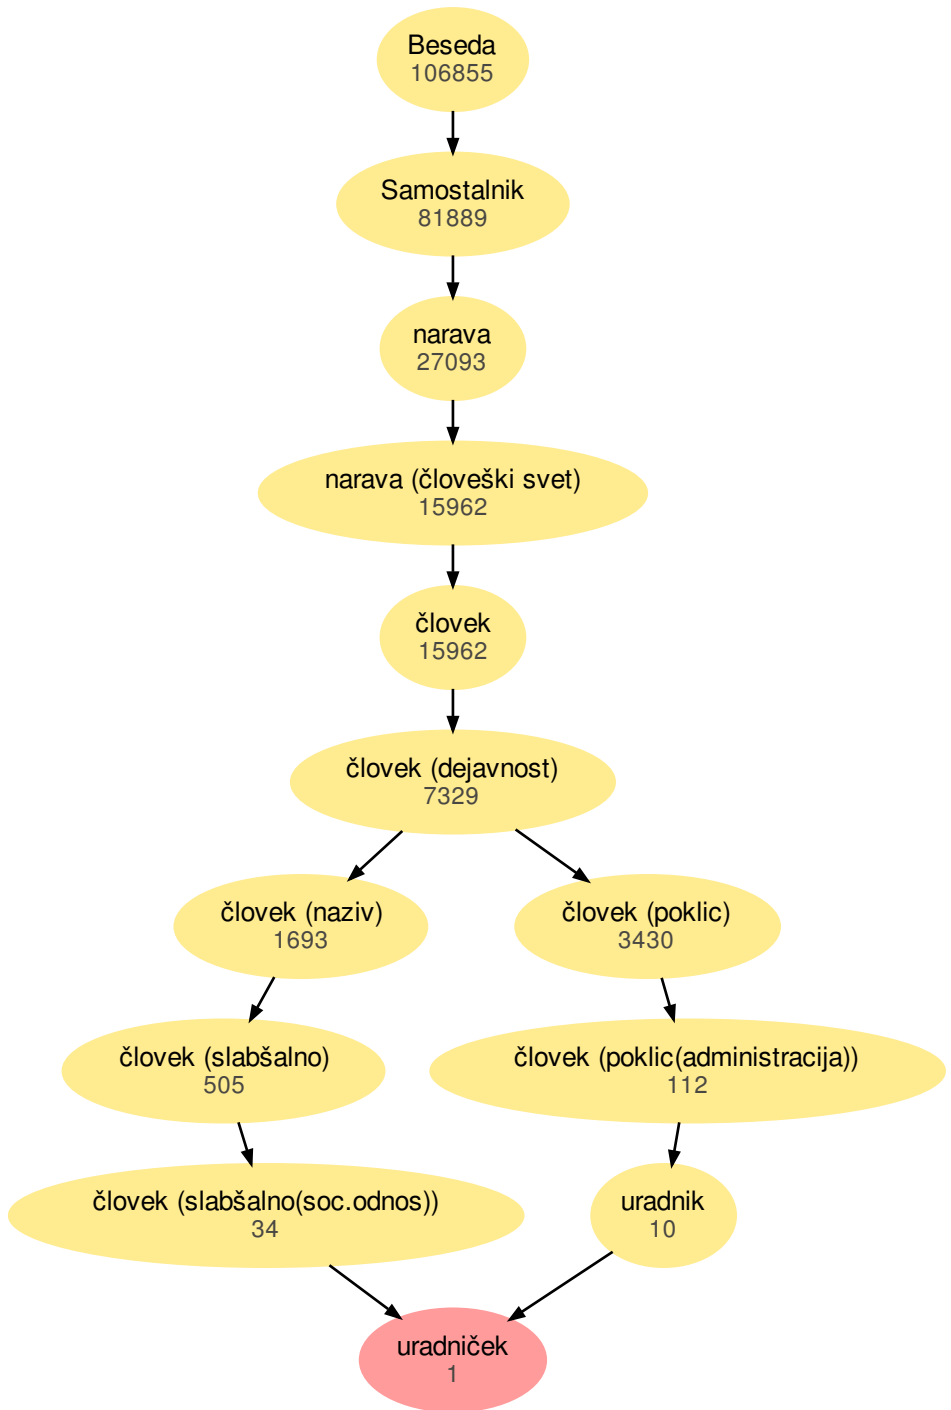 Beseda
106855
Samostalnik
81889
narava
27093
narava (človeški svet)
15962
človek
15962
človek (dejavnost)
7329
človek (naziv)
1693
človek (poklic)
3430
človek (slabšalno)
505
človek (poklic(administracija))
112
človek (slabšalno(soc.odnos))
34
uradnik
10
uradniček
1